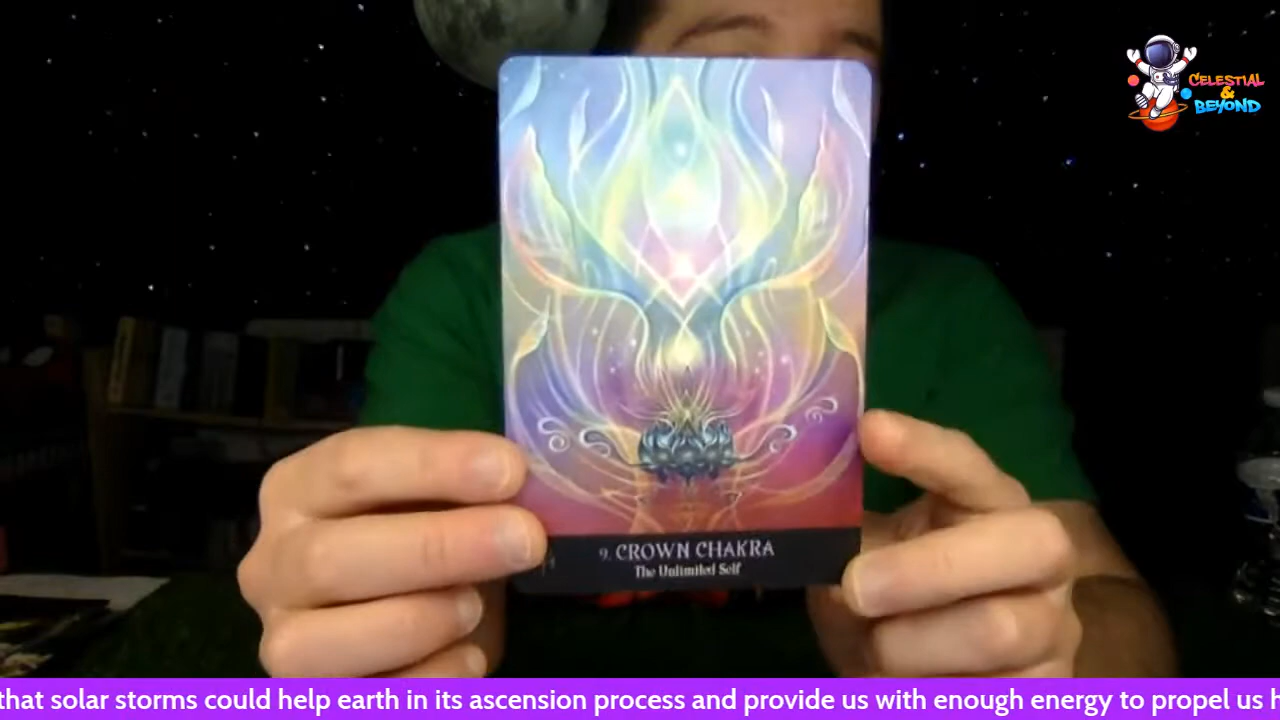 CELESTIAL
&
BEYOND
9. CROWN CHAKRA
The Unlimited Self
that solar storms could help earth in its ascension process and provide us with enough energy to propel us h